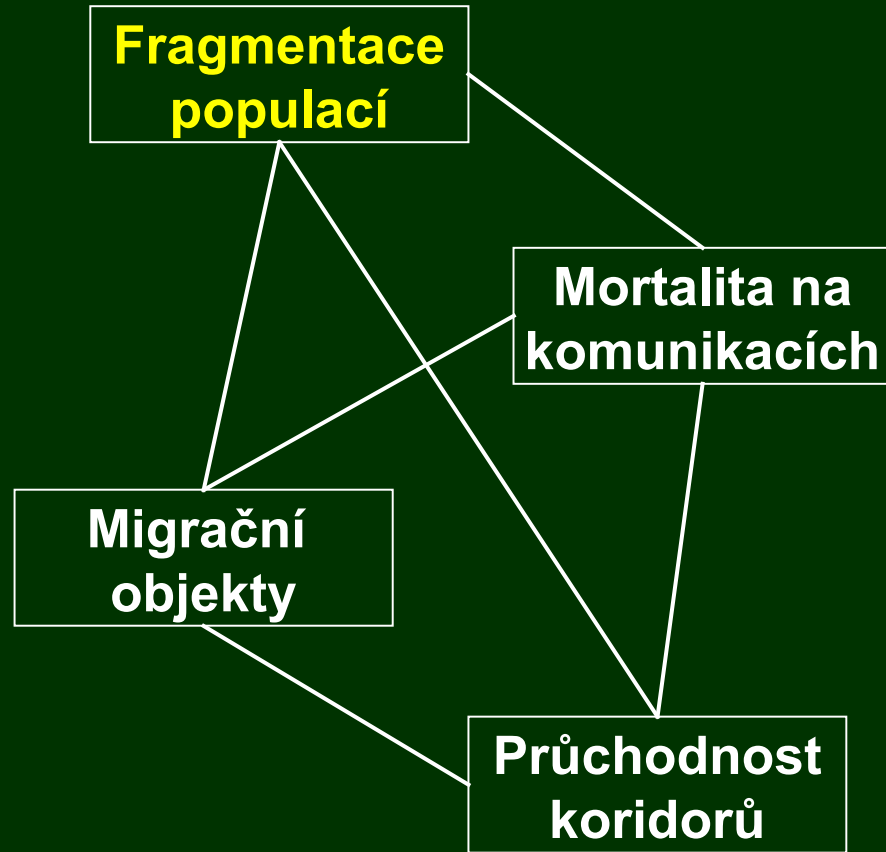 Fragmentace
populací
Mortalita na
komunikacích
Migrační
objekty
Průchodnost
koridorů